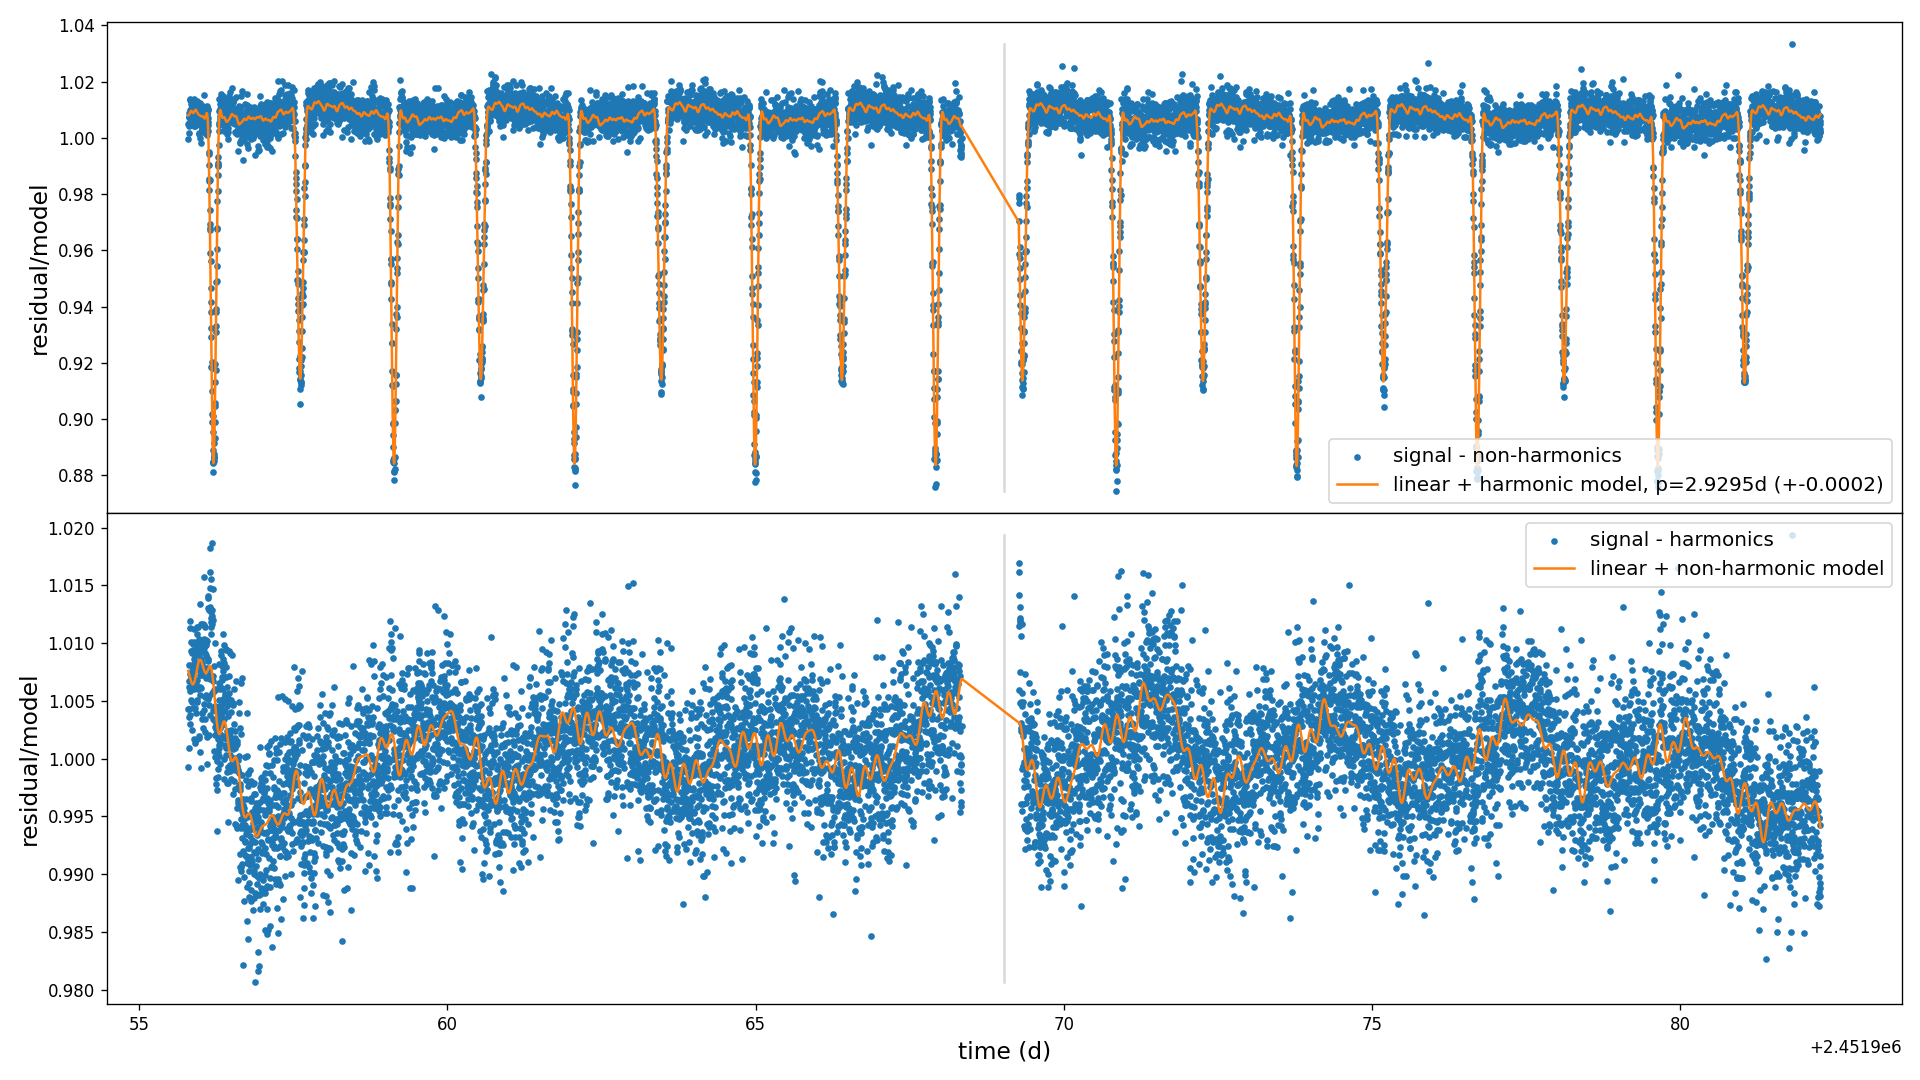 1.04
1.02
1.00
0.98
0.96
0.94
0.92
0.90
0.88
residual/model
signal - non-harmonics
linear + harmonic model, p=2.9295d (+-0.0002)
1.020
1.015
1.010
1.005
1.000
0.995
0.990
0.985
0.980
residual/model
signal - harmonics
linear + non-harmonic model
55 60 65 70 75 80
time (d)
+2.4519e6